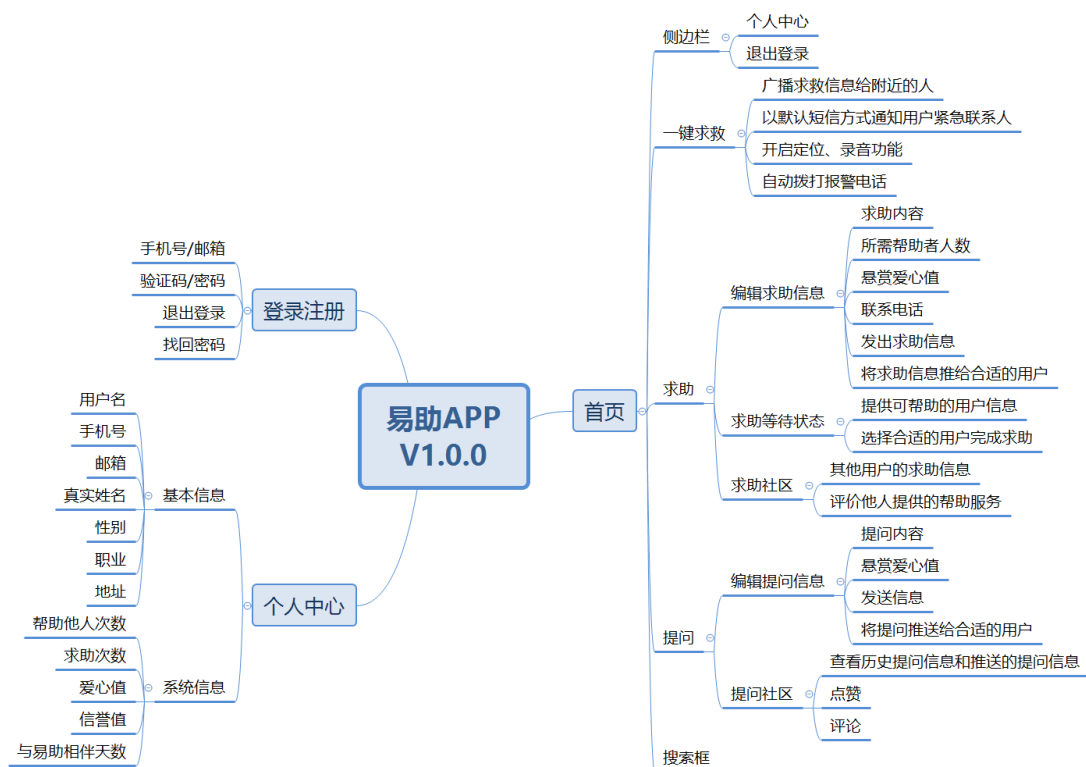 易助APP
V1.0.0
登录注册
手机号/邮箱
验证码/密码
退出登录
找回密码
个人中心
基本信息
用户名
手机号
邮箱
真实姓名
性别
职业
地址
系统信息
帮助他人次数
求助次数
爱心值
信誉值
与易助相伴天数
首页
侧边栏
个人中心
退出登录
一键求救
广播求救信息给附近的人
以默认短信方式通知用户紧急联系人
开启定位、录音功能
自动拨打报警电话
求助
编辑求助信息
求助内容
所需帮助者人数
悬赏爱心值
联系电话
发出求助信息
将求助信息推给合适的用户
求助等待状态
提供可帮助的用户信息
选择合适的用户完成求助
求助社区
其他用户的求助信息
评价他人提供的帮助服务
提问
编辑提问信息
提问内容
悬赏爱心值
发送信息
将提问推送给合适的用户
提问社区
查看历史提问信息和推送的提问信息
点赞
评论
搜索框